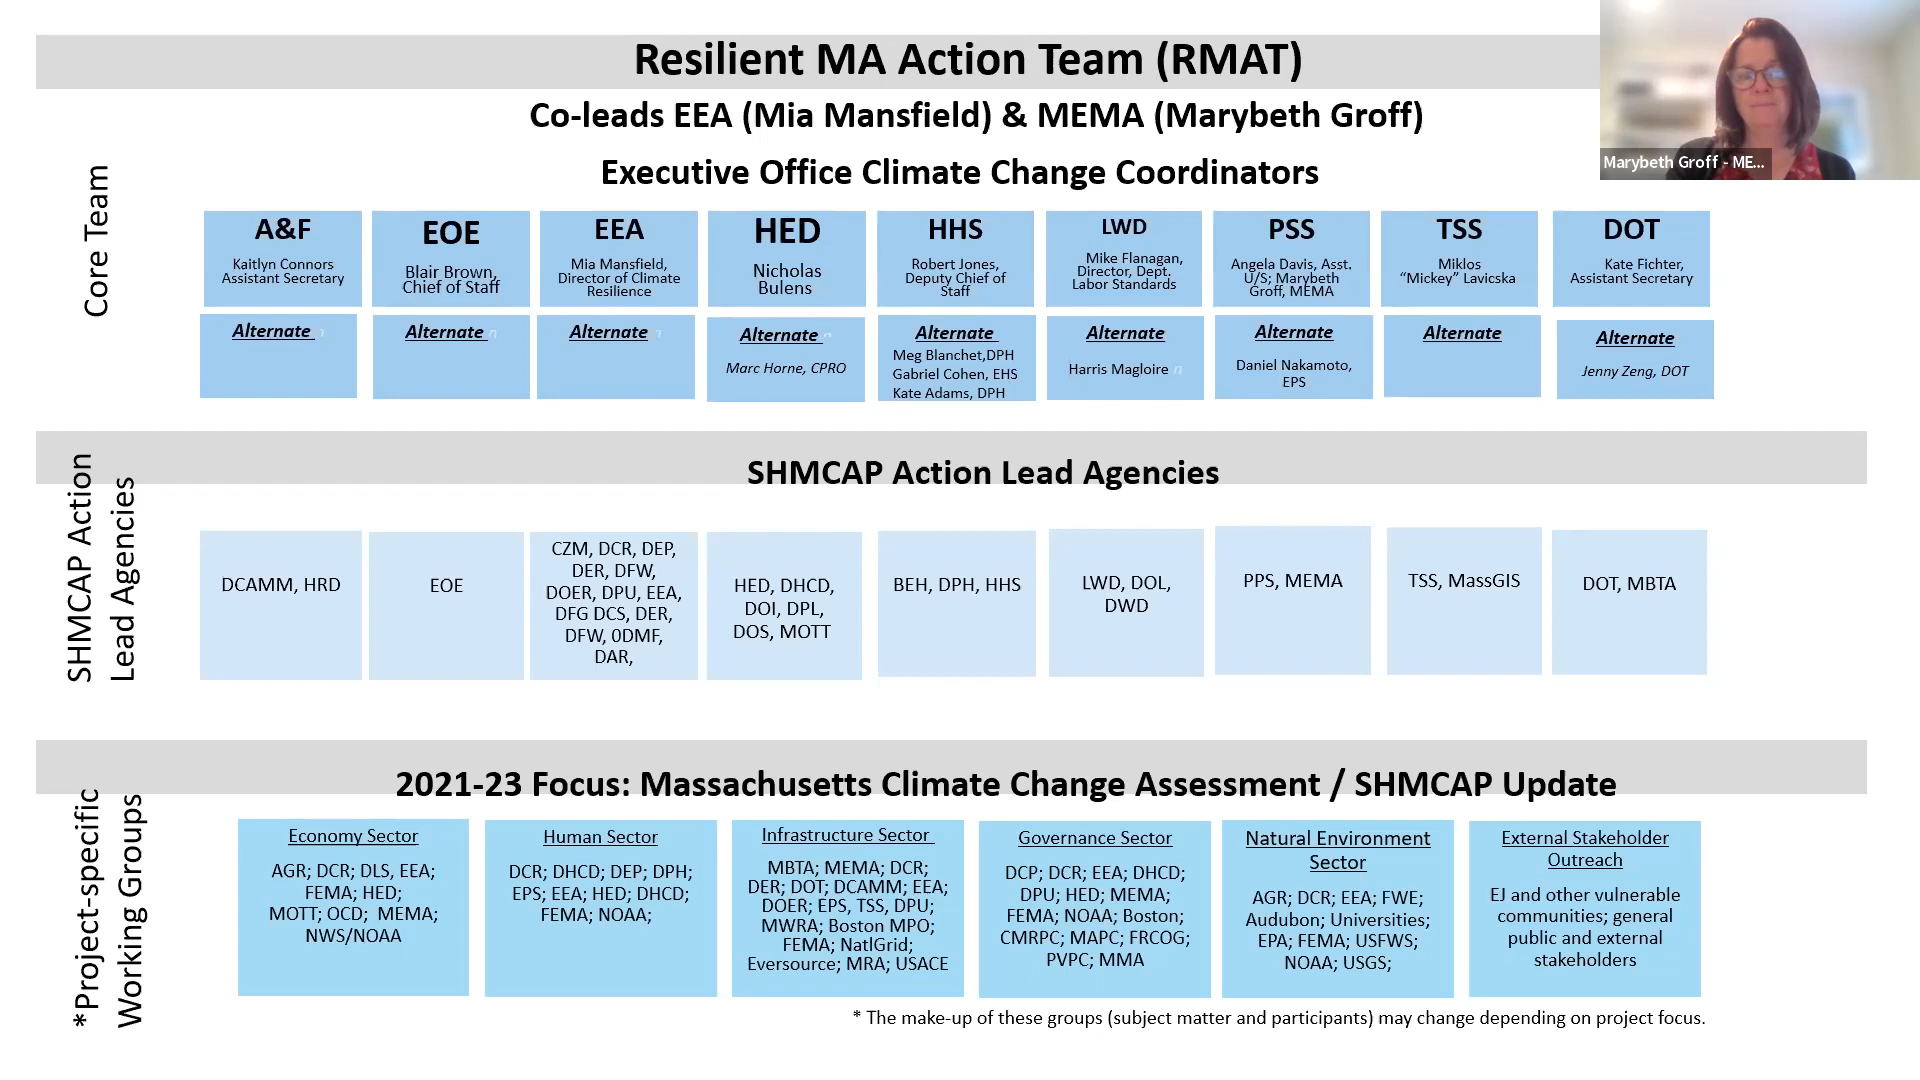 Resilient MA Action Team (RMAT)
Marybeth Groff - ME...
Co-leads EEA (Mia Mansfield) & MEMA (Marybeth Groff)
Executive Office Climate Change Coordinators
Core Team
A&F
Kaitlyn Connors
Assistant Secretary
EOE
Blair Brown,
Chief of Staff
EEA
Mia Mansfield,
Director of Climate
Resilience
HED
Nicholas
Bulens
HHS
Robert Jones,
Deputy Chief of
Staff
LWD
Mike Flanagan,
Director, Dept.
Labor Standards
PSS
Angela Davis, Asst.
U/S; Marybeth
Groff, MEMA
TSS
Miklos
“Mickey” Lavicska
DOT
Kate Fichter,
Assistant Secretary
Alternate n
Alternate n
Alternate n
Alternate n
Marc Horne, CPRO
Alternate
Meg Blanchet,DPH
Gabriel Cohen, EHS
Kate Adams, DPH
Alternate
Harris Magloire n
Alternate
Daniel Nakamoto,
EPS
Alternate
Alternate
Jenny Zeng, DOT
SHMCAP Action Lead Agencies
SHMCAP Action
Lead Agencies
DCAMM, HRD
EOE
CZM, DCR, DEP,
DER, DFW,
DOER, DPU, EEA,
DFG DCS, DER,
DFW, 0DMF,
DAR,
HED, DHCD,
DOI, DPL,
DOS, MOTT
BEH, DPH, HHS
LWD, DOL,
DWD
PPS, MEMA
TSS, MassGIS
DOT, MBTA
2021-23 Focus: Massachusetts Climate Change Assessment / SHMCAP Update
*Project-specific
Working Groups
Economy Sector
AGR; DCR; DLS, EEA;
FEMA; HED;
MOTT; OCD; MEMA;
NWS/NOAA
Human Sector
DCR; DHCD; DEP; DPH;
EPS; EEA; HED; DHCD;
FEMA; NOAA;
Infrastructure Sector
MBTA; MEMA; DCR;
DER; DOT; DCAMM; EEA;
DOER; EPS, TSS, DPU;
MWRA; Boston MPO;
FEMA; NatlGrid;
Eversource; MRA; USACE
Governance Sector
DCP; DCR; EEA; DHCD;
DPU; HED; MEMA;
FEMA; NOAA; Boston;
CMRPC; MAPC; FRCOG;
PVPC; MMA
Natural Environment
Sector
AGR; DCR; EEA; FWE;
Audubon; Universities;
EPA; FEMA; USFWS;
NOAA; USGS;
External Stakeholder
Outreach
EJ and other vulnerable
communities; general
public and external
stakeholders
* The make-up of these groups (subject matter and participants) may change depending on project focus.